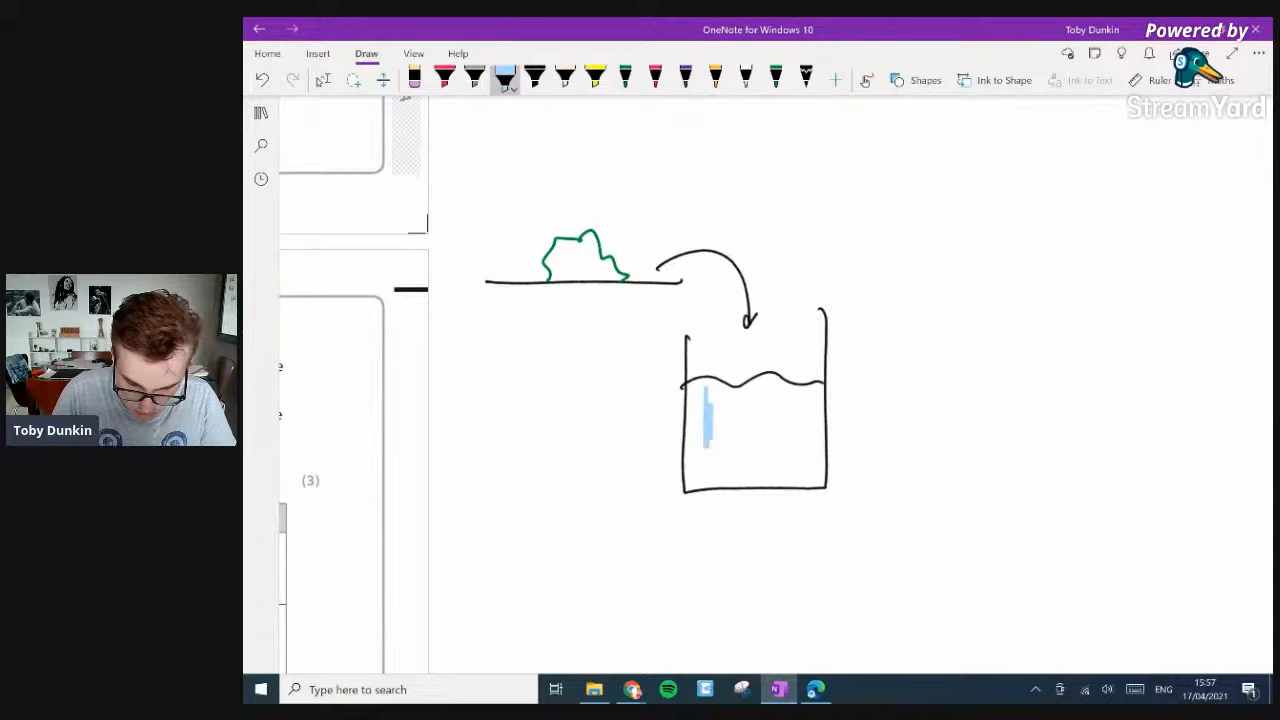 OneNote for Windows 10
Toby Dunkin
Powered by
Home
Insert
Draw
View
Help
Shapes
Ink to Shape
Ink to Text
Ruler
StreamYard
S
e
e
(3)
Toby Dunkin
Type here to search
ENG
15:57
17/04/2021
1